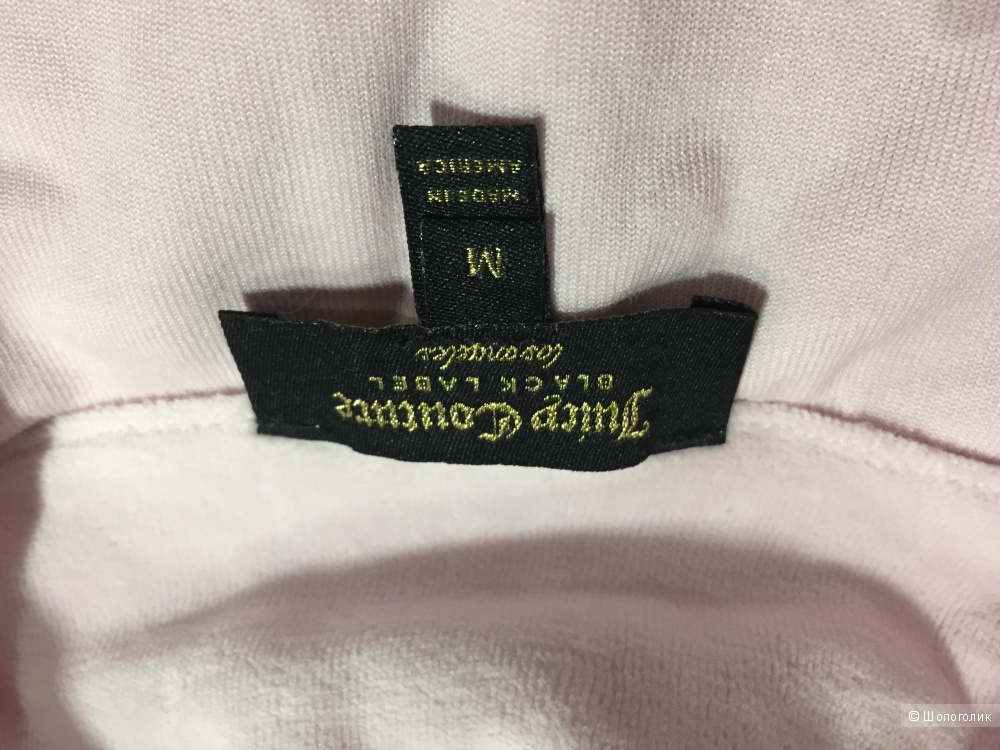 Juicy Couture
BLACK LABEL
los angeles
M
MADE IN
AMERICA
© Шопоголик